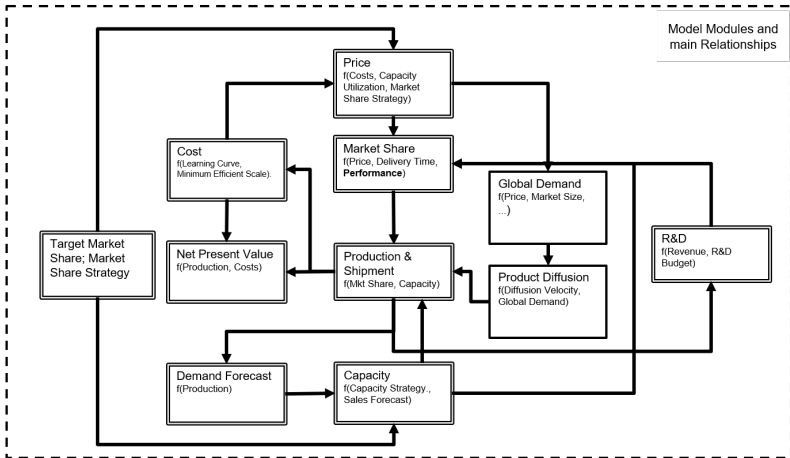 Model Modules and
main Relationships
Price
f(Costs, Capacity
Utilization, Market
Share Strategy)
Cost
f(Learning Curve,
Minimum Efficient Scale).
Market Share
f(Price, Delivery Time,
Performance)
Global Demand
f(Price, Market Size,
...)
Target Market
Share; Market
Share Strategy
Net Present Value
f(Production, Costs)
Production &
Shipment
f(Mkt Share, Capacity)
Product Diffusion
f(Diffusion Velocity,
Global Demand)
R&D
f(Revenue, R&D
Budget)
Demand Forecast
f(Production)
Capacity
f(Capacity Strategy.,
Sales Forecast)